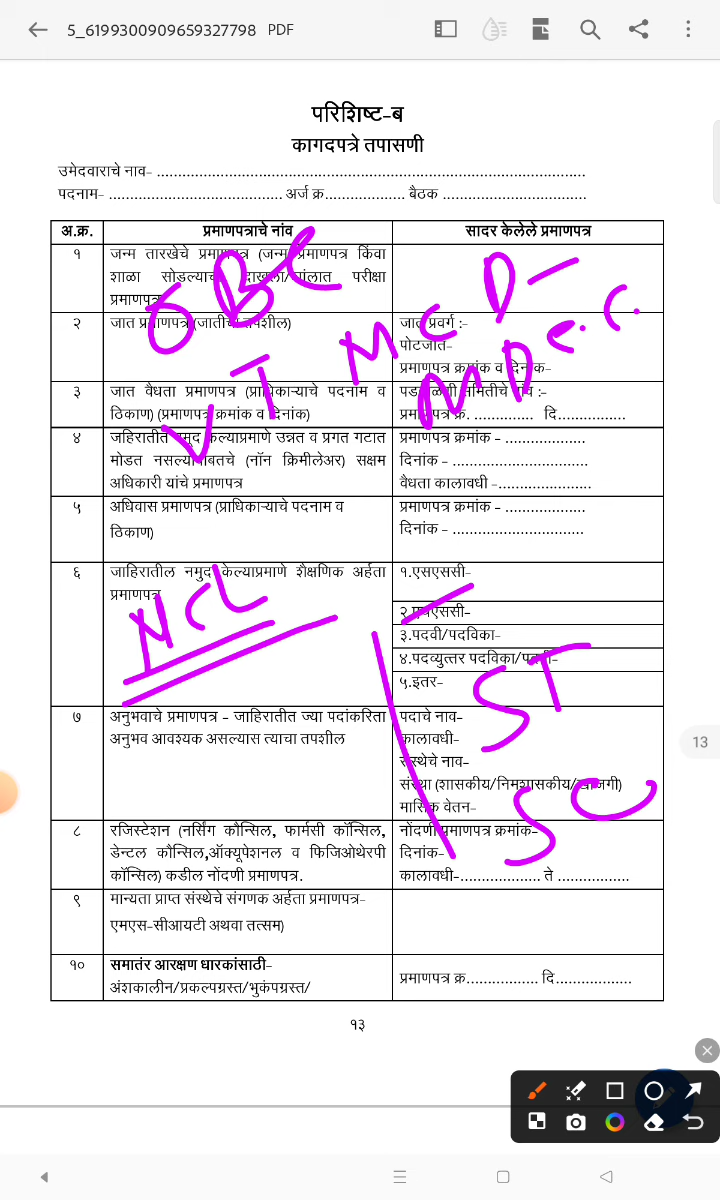 5_6199300909659327798 PDF
परिशिष्ट-ब
कागदपत्रे तपासणी
उमेदवाराचे नाव- ....................................................................................................
पदनाम- ......................................... अर्ज क्र................... बैठक ..................................
अ.क्र. प्रमाणपत्राचे नांव सादर केलेले प्रमाणपत्र
१ जन्म तारखेचे प्रमाणपत्र (जन्म प्रमाणपत्र किंवा
शाळा सोडल्याचा दाखला/ परीक्षा
प्रमाणपत्र
२ जात प्रमाणपत्र (जातीचा तपशील) जात प्रवर्ग :-
पोटजात-
प्रमाणपत्र क्रमांक व दिनांक-
३ जात वैधता प्रमाणपत्र (प्राधिकाऱ्याचे पदनाम व
ठिकाण) (प्रमाणपत्र क्रमांक व दिनांक)
समितीचे नाव :-
प्रमाणपत्र क्र. .............. दि................
४ जहिरातीत नमुद केल्याप्रमाणे उन्नत व प्रगत गटात
मोडत नसल्याबाबतचे (नॉन क्रिमीलेअर) सक्षम
अधिकारी यांचे प्रमाणपत्र
प्रमाणपत्र क्रमांक - ...................
दिनांक - ................................
वैधता कालावधी -......................
५ अधिवास प्रमाणपत्र (प्राधिकाऱ्याचे पदनाम व
ठिकाण)
प्रमाणपत्र क्रमांक - ...................
दिनांक - ...............................
६ जाहिरातील नमुद केल्याप्रमाणे शैक्षणिक अर्हता
प्रमाणपत्र
१.एसएससी-
२ एचएससी-
३.पदवी/पदविका-
४.पदव्युत्तर पदविका/पदवी-
५.इतर-
७ अनुभवाचे प्रमाणपत्र - जाहिरातीत ज्या पदांकरिता
अनुभव आवश्यक असल्यास त्याचा तपशील
पदाचे नाव-
कालावधी-
संस्थेचे नाव-
संस्था (शासकीय/निमशासकीय/खाजगी)
मासिक वेतन-
८ रजिस्टेशन (नर्सिंग कौन्सिल, फार्मसी कॉन्सिल,
डेन्टल कौन्सिल,ऑक्यूपेशनल व फिजिओथेरपी
कॉन्सिल) कडील नोंदणी प्रमाणपत्र.
नोंदणी प्रमाणपत्र क्रमांक-
दिनांक-
कालावधी-................... ते .................
९ मान्यता प्राप्त संस्थेचे संगणक अर्हता प्रमाणपत्र-
एमएस-सीआयटी अथवा तत्सम)
१० समातंर आरक्षण धारकांसाठी-
अंशकालीन/प्रकल्पग्रस्त/भुकंपग्रस्त/
प्रमाणपत्र क्र................. दि..................
१३
13
OBC
VT
NCL
ST
SC